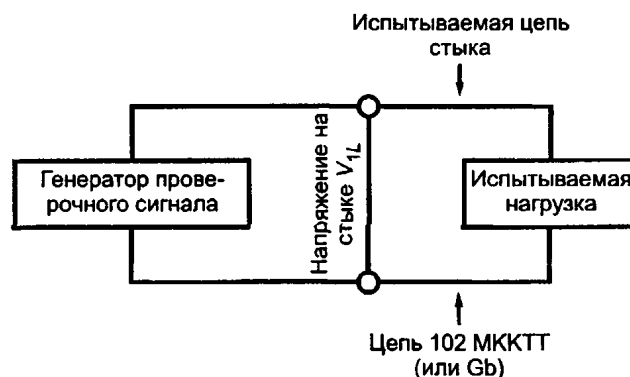 Испытываемая цепь
стыка
Напряжение на
стыке V1L
Генератор прове-
рочного сигнала
Испытываемая
нагрузка
Цепь 102 МККТТ
(или Gb)